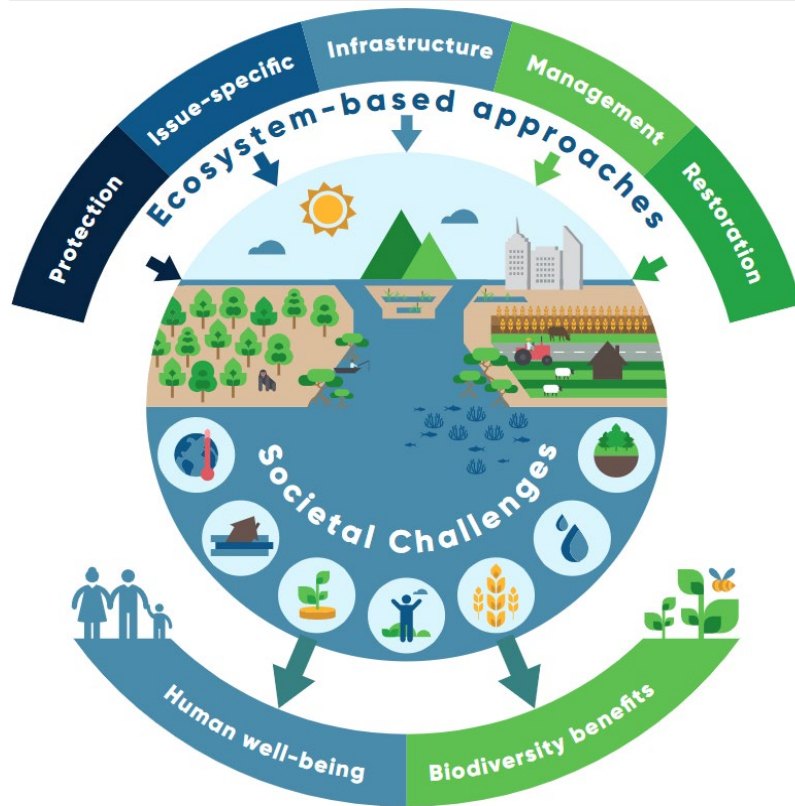 Protection
Issue-specific
Infrastructure
Management
Restoration
Ecosystem-based approaches
Societal Challenges
Human well-being
Biodiversity benefits